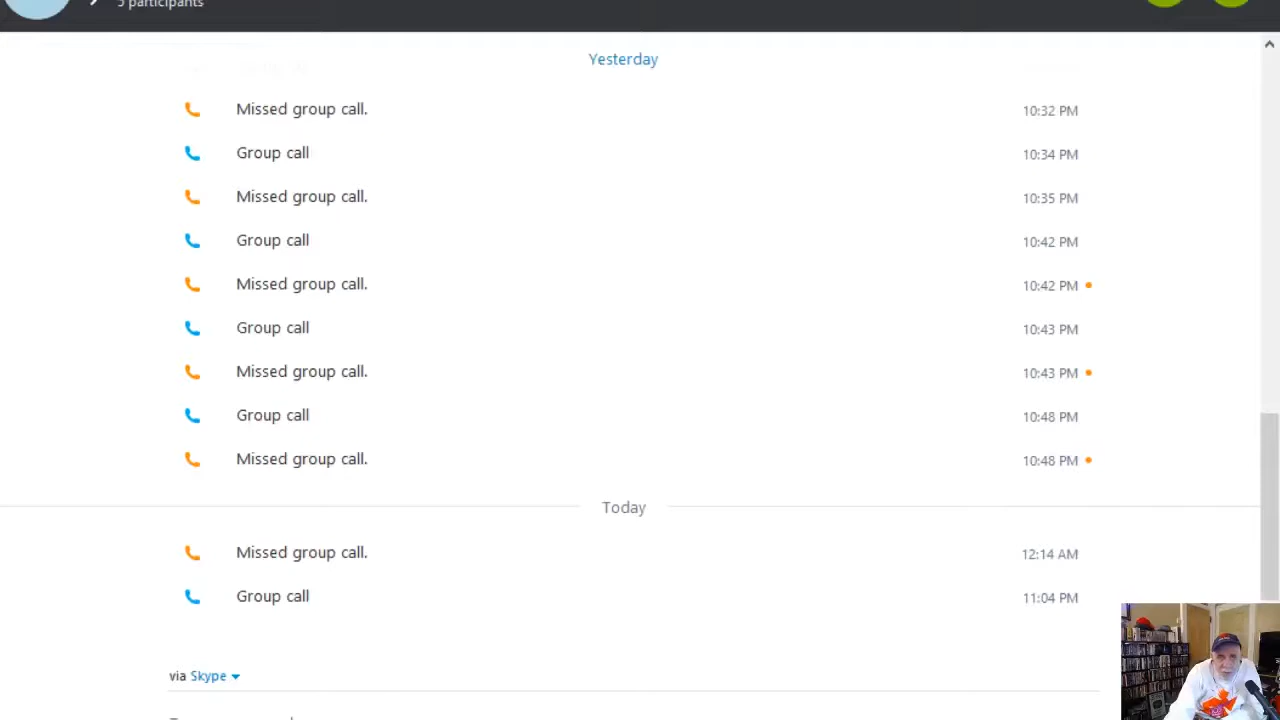 5 participants
Yesterday
Missed group call. 10:32 PM
Group call 10:34 PM
Missed group call. 10:35 PM
Group call 10:42 PM
Missed group call. 10:42 PM
Group call 10:43 PM
Missed group call. 10:43 PM
Group call 10:48 PM
Missed group call. 10:48 PM
Today
Missed group call. 12:14 AM
Group call 11:04 PM
via Skype